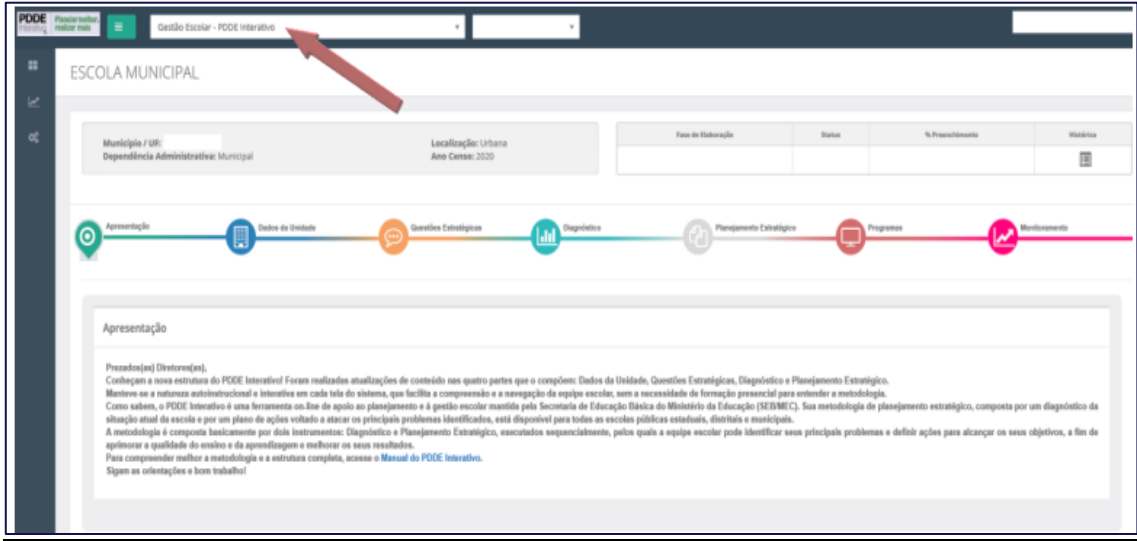 PDDE Planejar melhor,
Interativo realizar mais
Gestão Escolar - PDDE Interativo
ESCOLA MUNICIPAL
Município / UF:
Localização: Urbana
Dependência Administrativa: Municipal
Ano Censo: 2020
Fase de Elaboração
Status
% Preenchimento
Histórico
Apresentação
Dados da Unidade
Questões Estratégicas
Diagnóstico
Planejamento Estratégico
Programas
Monitoramento
Apresentação
Prezados(as) Diretores(as),
Conheçam a nova estrutura do PDDE Interativo! Foram realizadas atualizações de conteúdo nas quatro partes que o compõem: Dados da Unidade, Questões Estratégicas, Diagnóstico e Planejamento Estratégico.
Manteve-se a natureza autoinstrucional e interativa em cada tela do sistema, que facilita a compreensão e a navegação da equipe escolar, sem a necessidade de formação presencial para entender a metodologia.
Como sabem, o PDDE Interativo é uma ferramenta on-line de apoio ao planejamento e à gestão escolar mantida pela Secretaria de Educação Básica do Ministério da Educação (SEB/MEC). Sua metodologia de planejamento estratégico, composta por um diagnóstico da
situação atual da escola e por um plano de ações voltado a atacar os principais problemas identificados, está disponível para todas as escolas públicas estaduais, distritais e municipais.
A metodologia é composta basicamente por dois instrumentos: Diagnóstico e Planejamento Estratégico, executados sequencialmente, pelos quais a equipe escolar pode identificar seus principais problemas e definir ações para alcançar os seus objetivos, a fim de
aprimorar a qualidade do ensino e da aprendizagem e melhorar os seus resultados.
Para compreender melhor a metodologia e a estrutura completa, acesse o Manual do PDDE Interativo.
Sigam as orientações e bom trabalho!